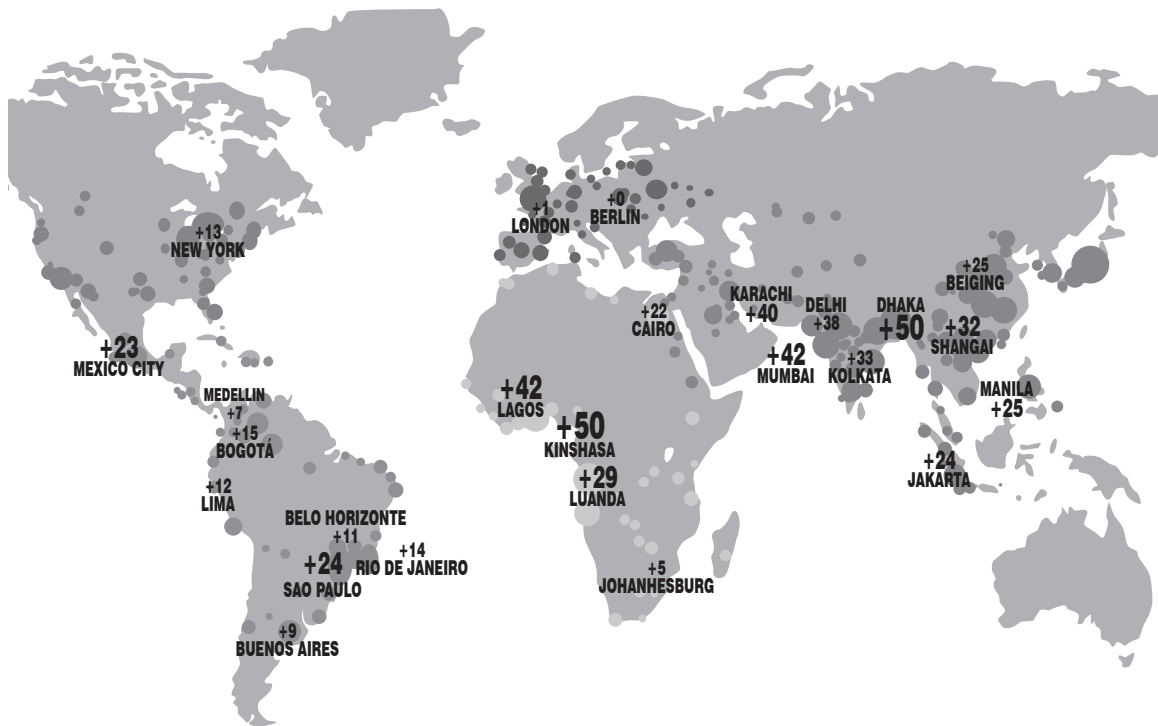 +1
LONDON
+0
BERLIN
+13
NEW YORK
+25
BEIGING
KARACHI
+40
DELHI
+38
DHAKA
+50
+22
CAIRO
+32
SHANGAI
+23
MEXICO CITY
+42
MUMBAI
+33
KOLKATA
MANILA
+25
MEDELLIN
+7
+42
LAGOS
+15
BOGOTÁ
+50
KINSHASA
+24
JAKARTA
+29
LUANDA
+12
LIMA
BELO HORIZONTE
+11
+14
RIO DE JANEIRO
+24
SAO PAULO
+5
JOHANHESBURG
+9
BUENOS AIRES